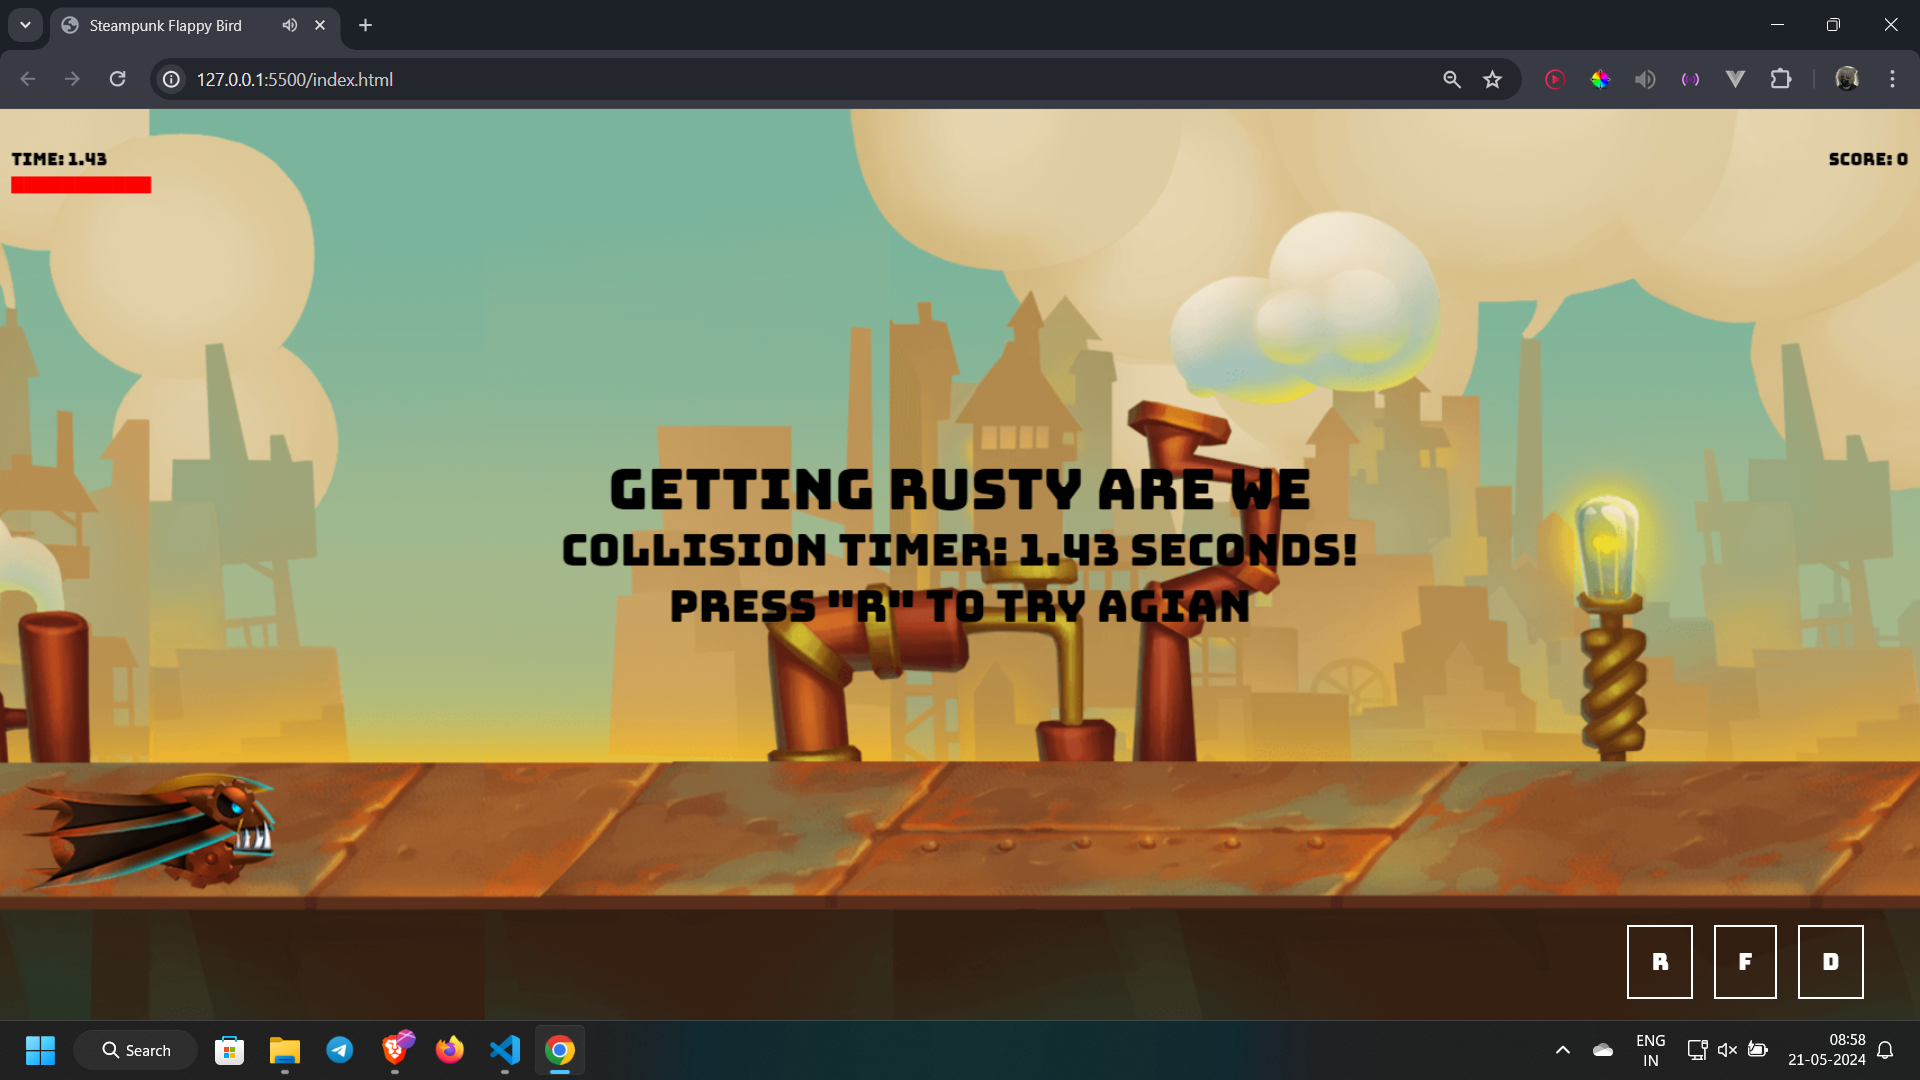 Steampunk Flappy Bird
127.0.0.1:5500/index.html
TIME: 1.43
SCORE: 0
GETTING RUSTY ARE WE
COLLISION TIMER: 1.43 SECONDS!
PRESS "R" TO TRY AGIAN
R F D
Search
ENG
IN
08:58
21-05-2024